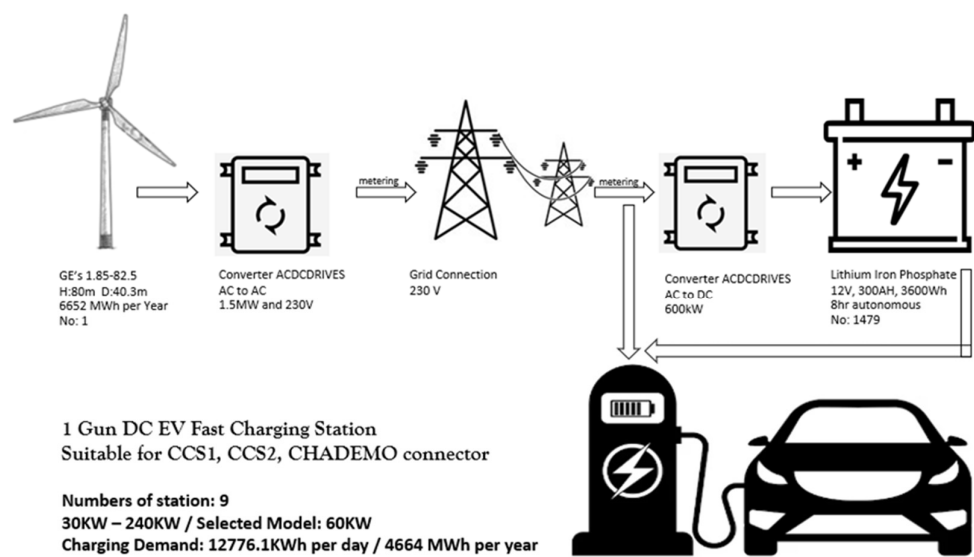 metering
metering
GE's 1.85-82.5
H:80m D:40.3m
6652 MWh per Year
No: 1
Converter ACDCDRIVES
AC to AC
1.5MW and 230V
Grid Connection
230 V
Converter ACDCDRIVES
AC to DC
600kW
Lithium Iron Phosphate
12V, 300AH, 3600Wh
8hr autonomous
No: 1479
1 Gun DC EV Fast Charging Station
Suitable for CCS1, CCS2, CHADEMO connector
Numbers of station: 9
30KW – 240KW / Selected Model: 60KW
Charging Demand: 12776.1KWh per day / 4664 MWh per year